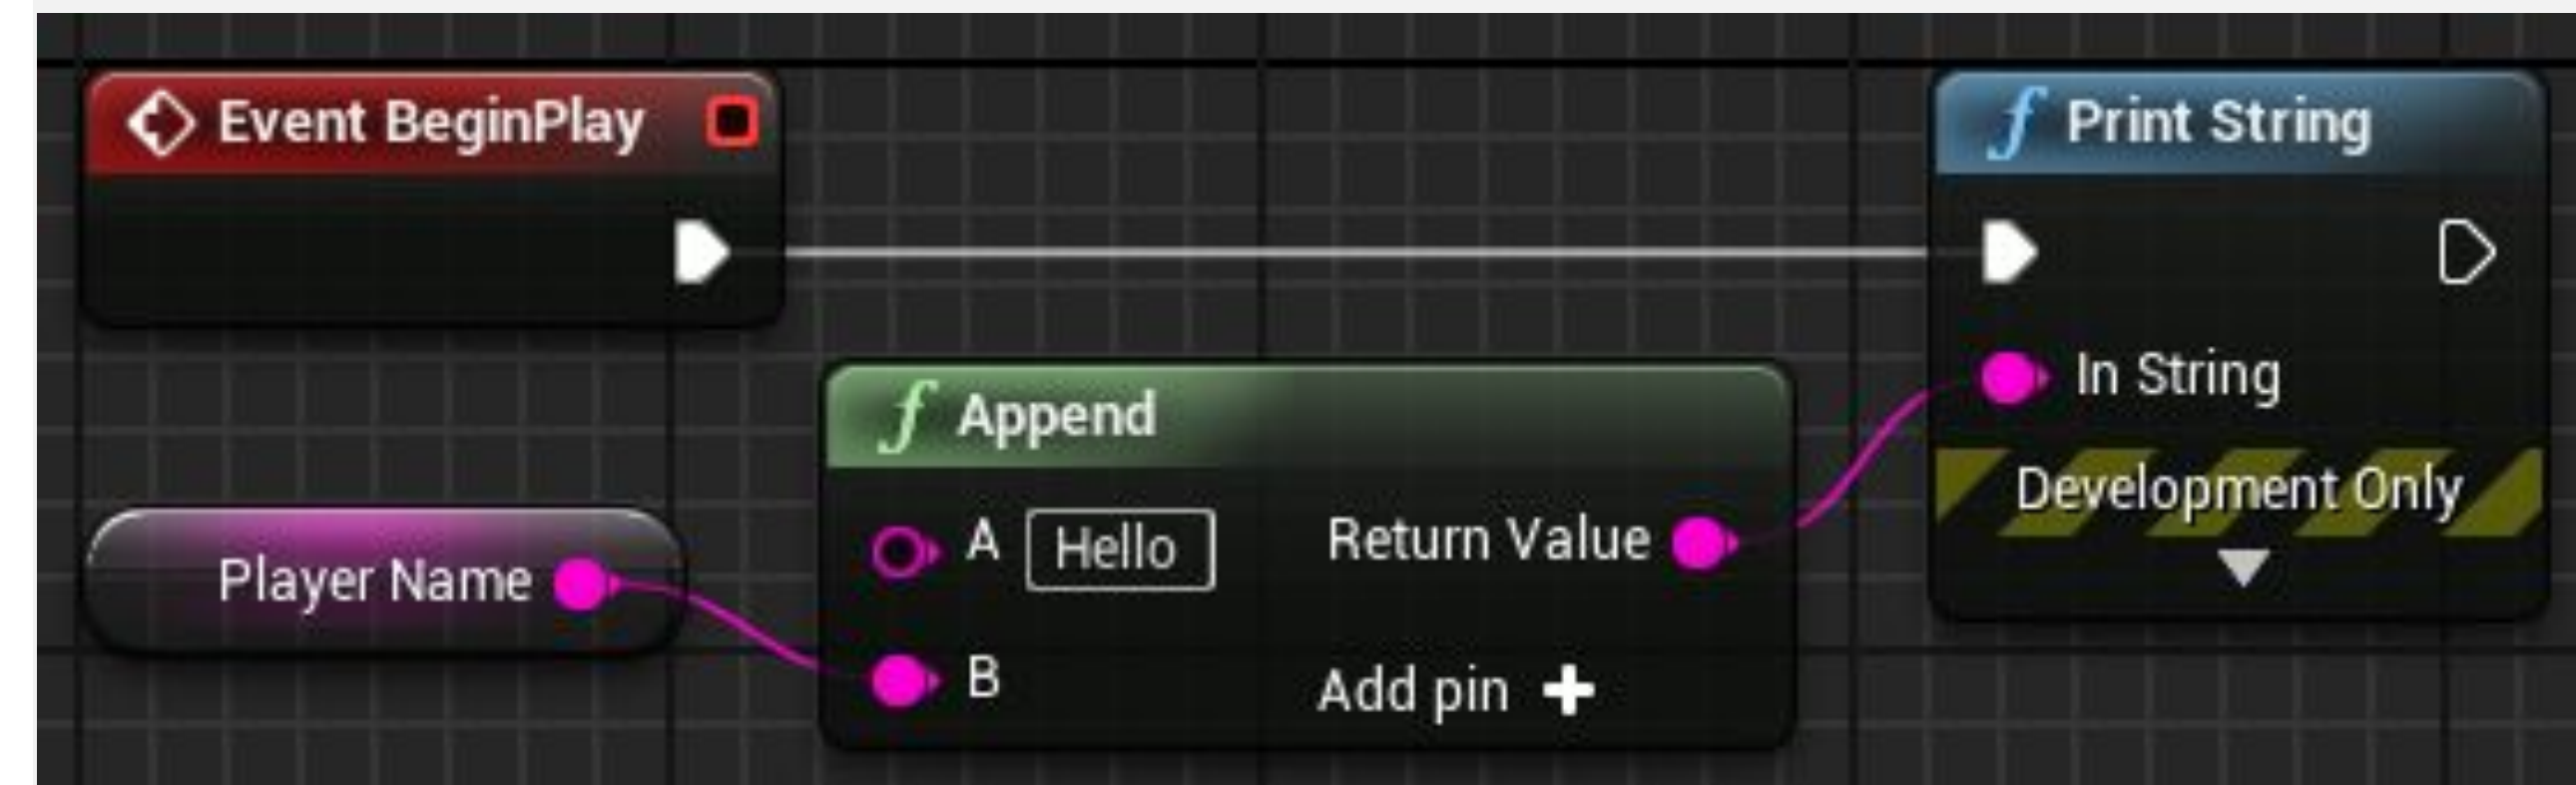 Event BeginPlay
Print String
In String
Development Only
Append
A Hello Return Value
B
Add pin
Player Name